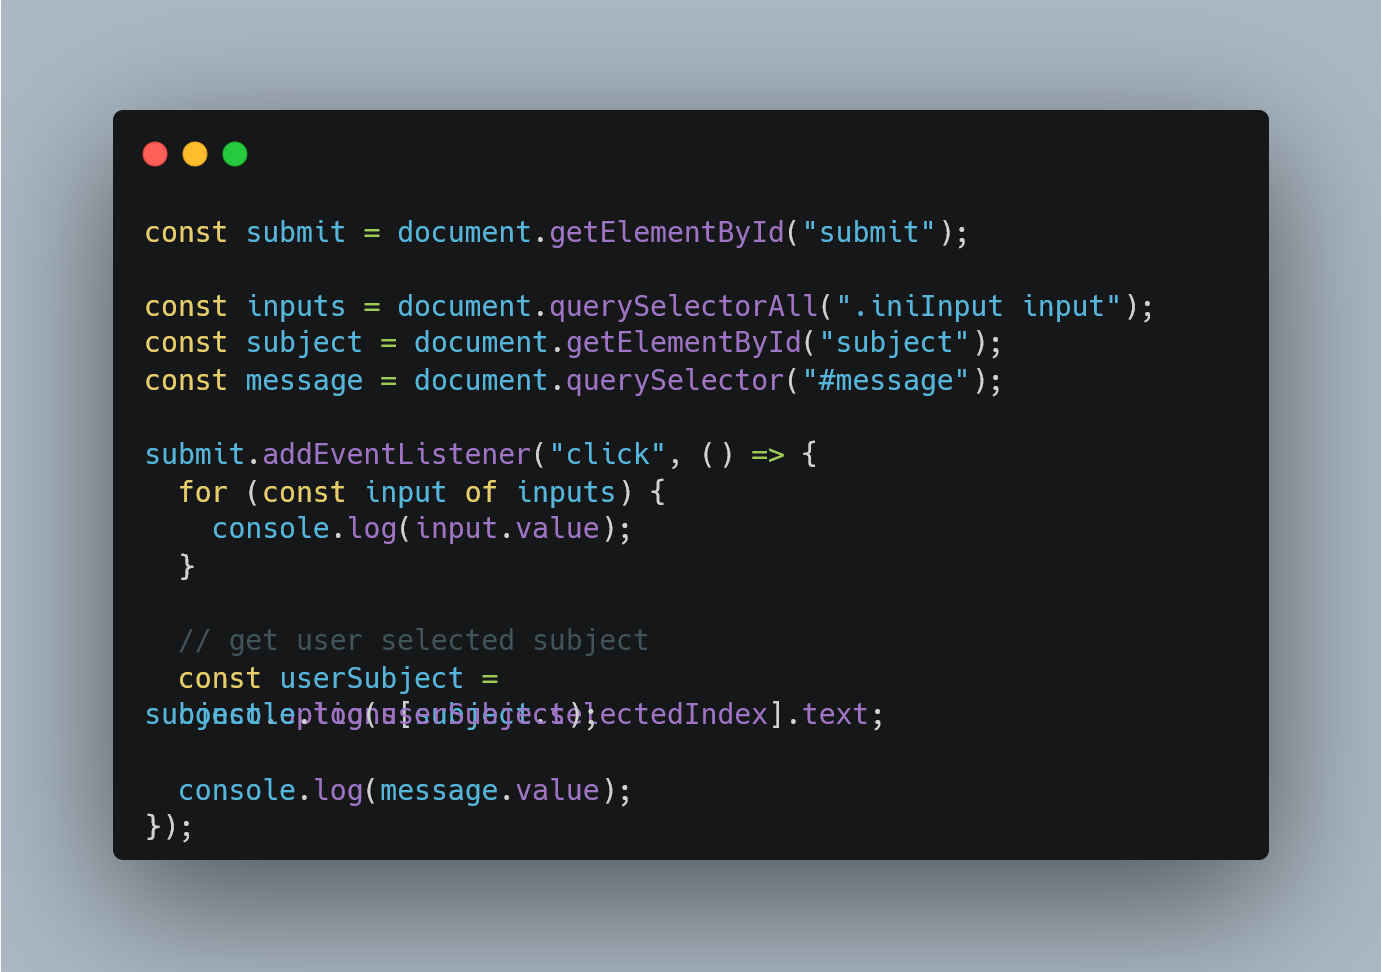 const submit = document.getElementById("submit");
const inputs = document.querySelectorAll(".iniInput input");
const subject = document.getElementById("subject");
const message = document.querySelector("#message");
submit.addEventListener("click", () => {
for (const input of inputs) {
console.log(input.value);
}
// get user selected subject
const userSubject =
subject.options[subject.selectedIndex].text;
console.log(userSubject);
console.log(message.value);
});